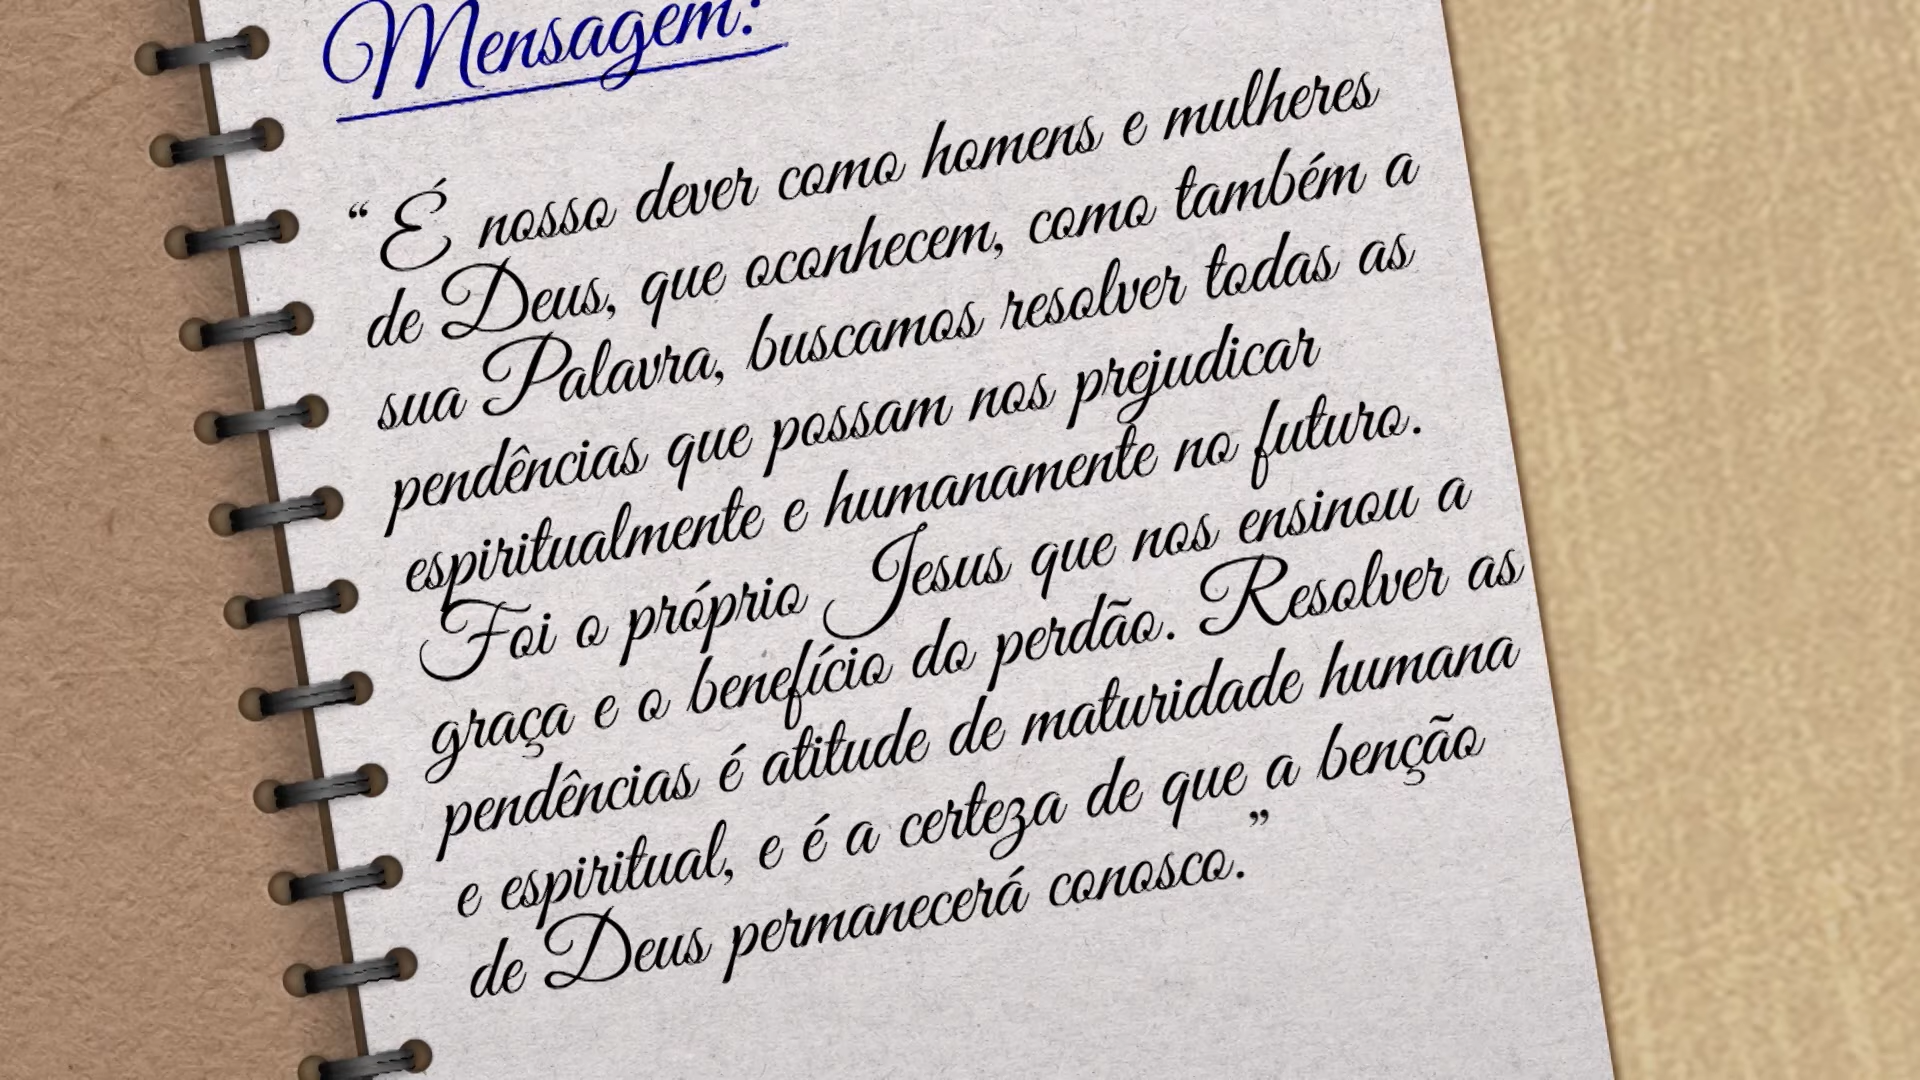 Mensagem:
“ É nosso dever como homens e mulheres
de Deus, que oconhecem, como também a
sua Palavra, buscamos resolver todas as
pendências que possam nos prejudicar
espiritualmente e humanamente no futuro.
Foi o próprio Jesus que nos ensinou a
graça e o benefício do perdão. Resolver as
pendências é atitude de maturidade humana
e espiritual, e é a certeza de que a benção
de Deus permanecerá conosco.”